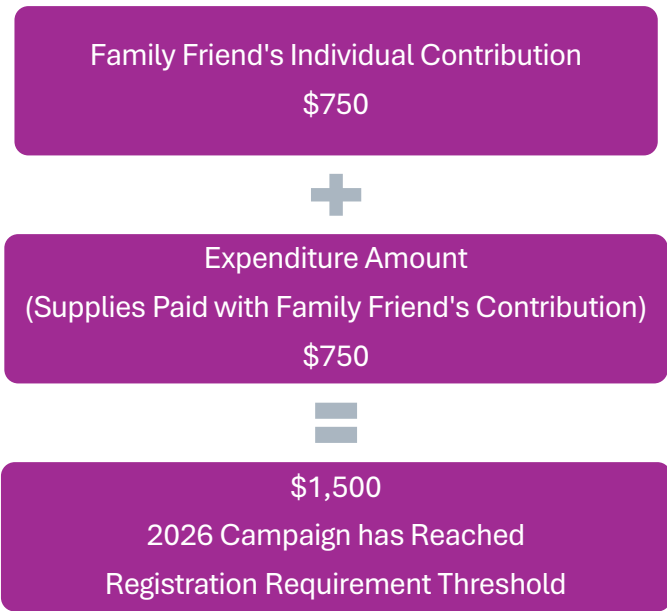 Family Friend's Individual Contribution
$750
+
Expenditure Amount
(Supplies Paid with Family Friend's Contribution)
$750
=
$1,500
2026 Campaign has Reached
Registration Requirement Threshold